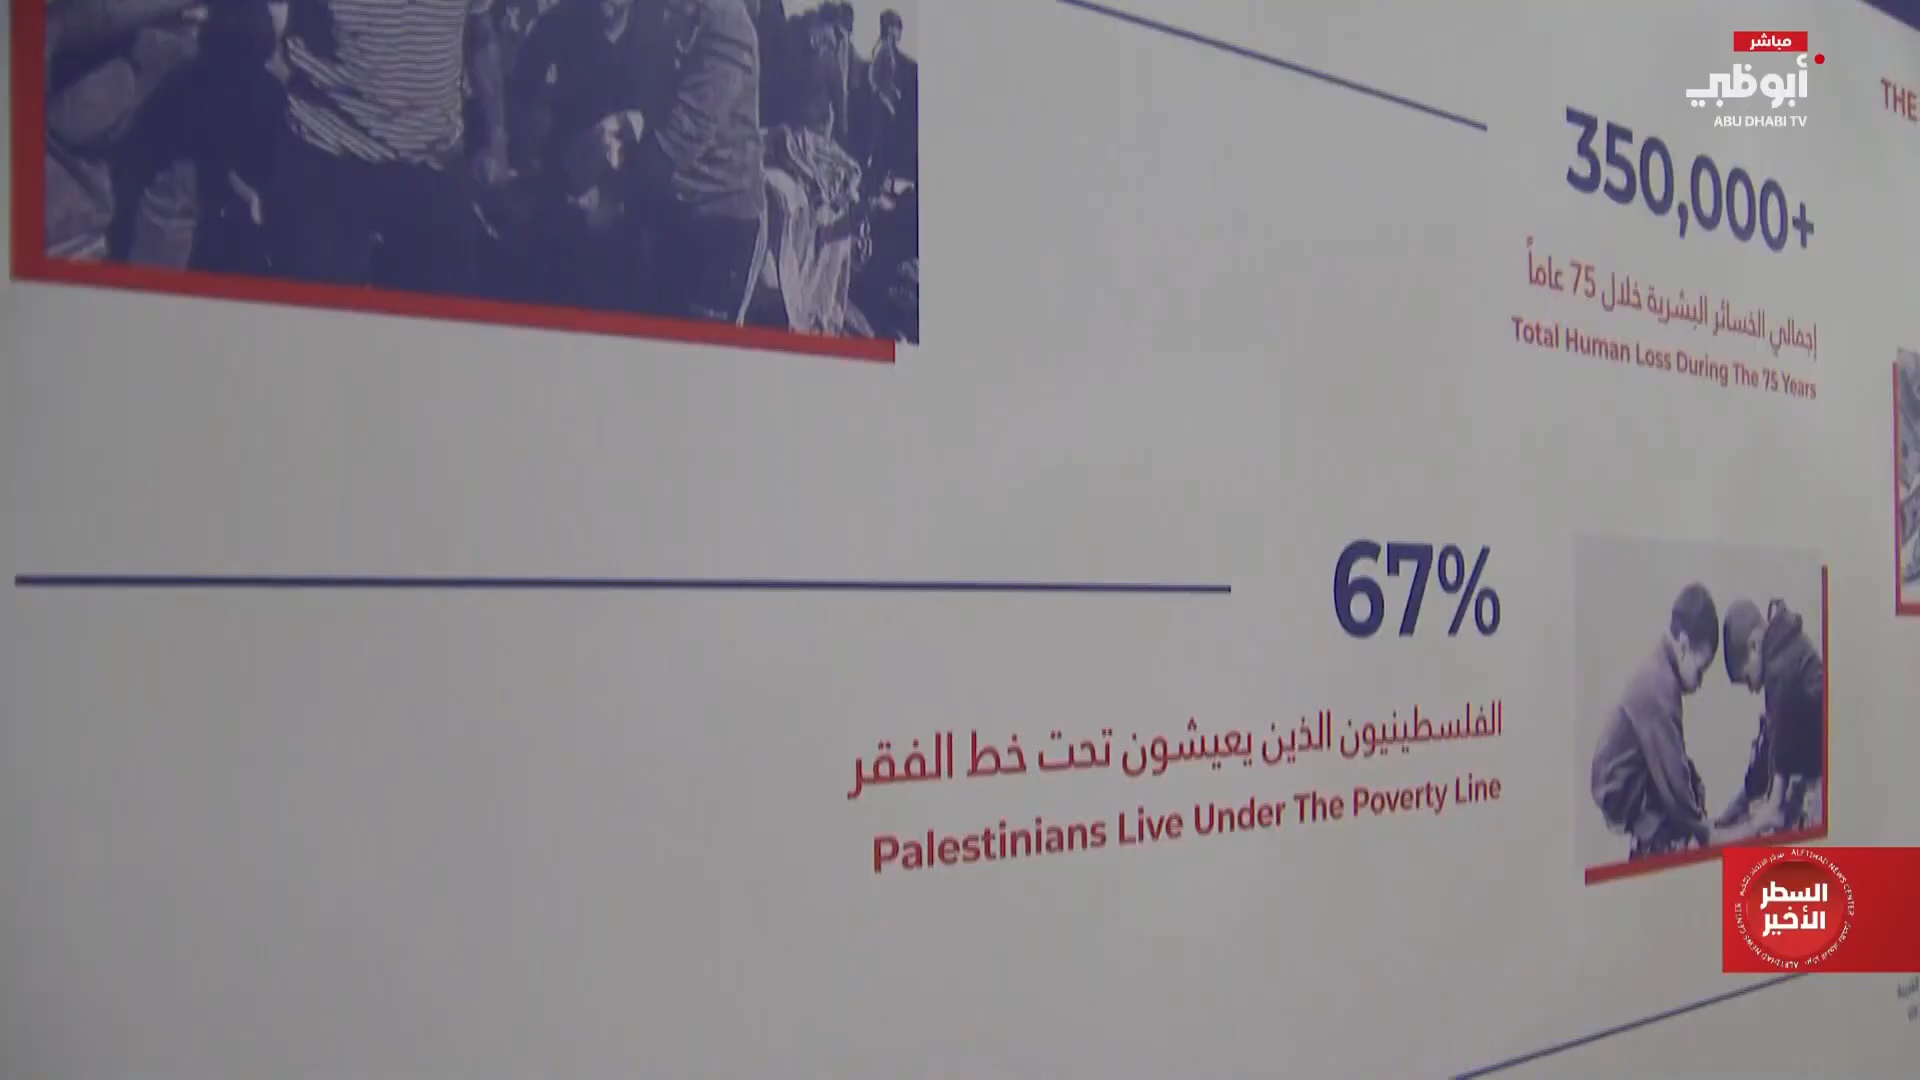 مباشر
أبوظبي
ABU DHABI TV
THE
350,000+
إجمالي الخسائر البشرية خلال 75 عاماً
Total Human Loss During The 75 Years
67%
الفلسطينيون الذين يعيشون تحت خط الفقر
Palestinians Live Under The Poverty Line
السطر
الأخير